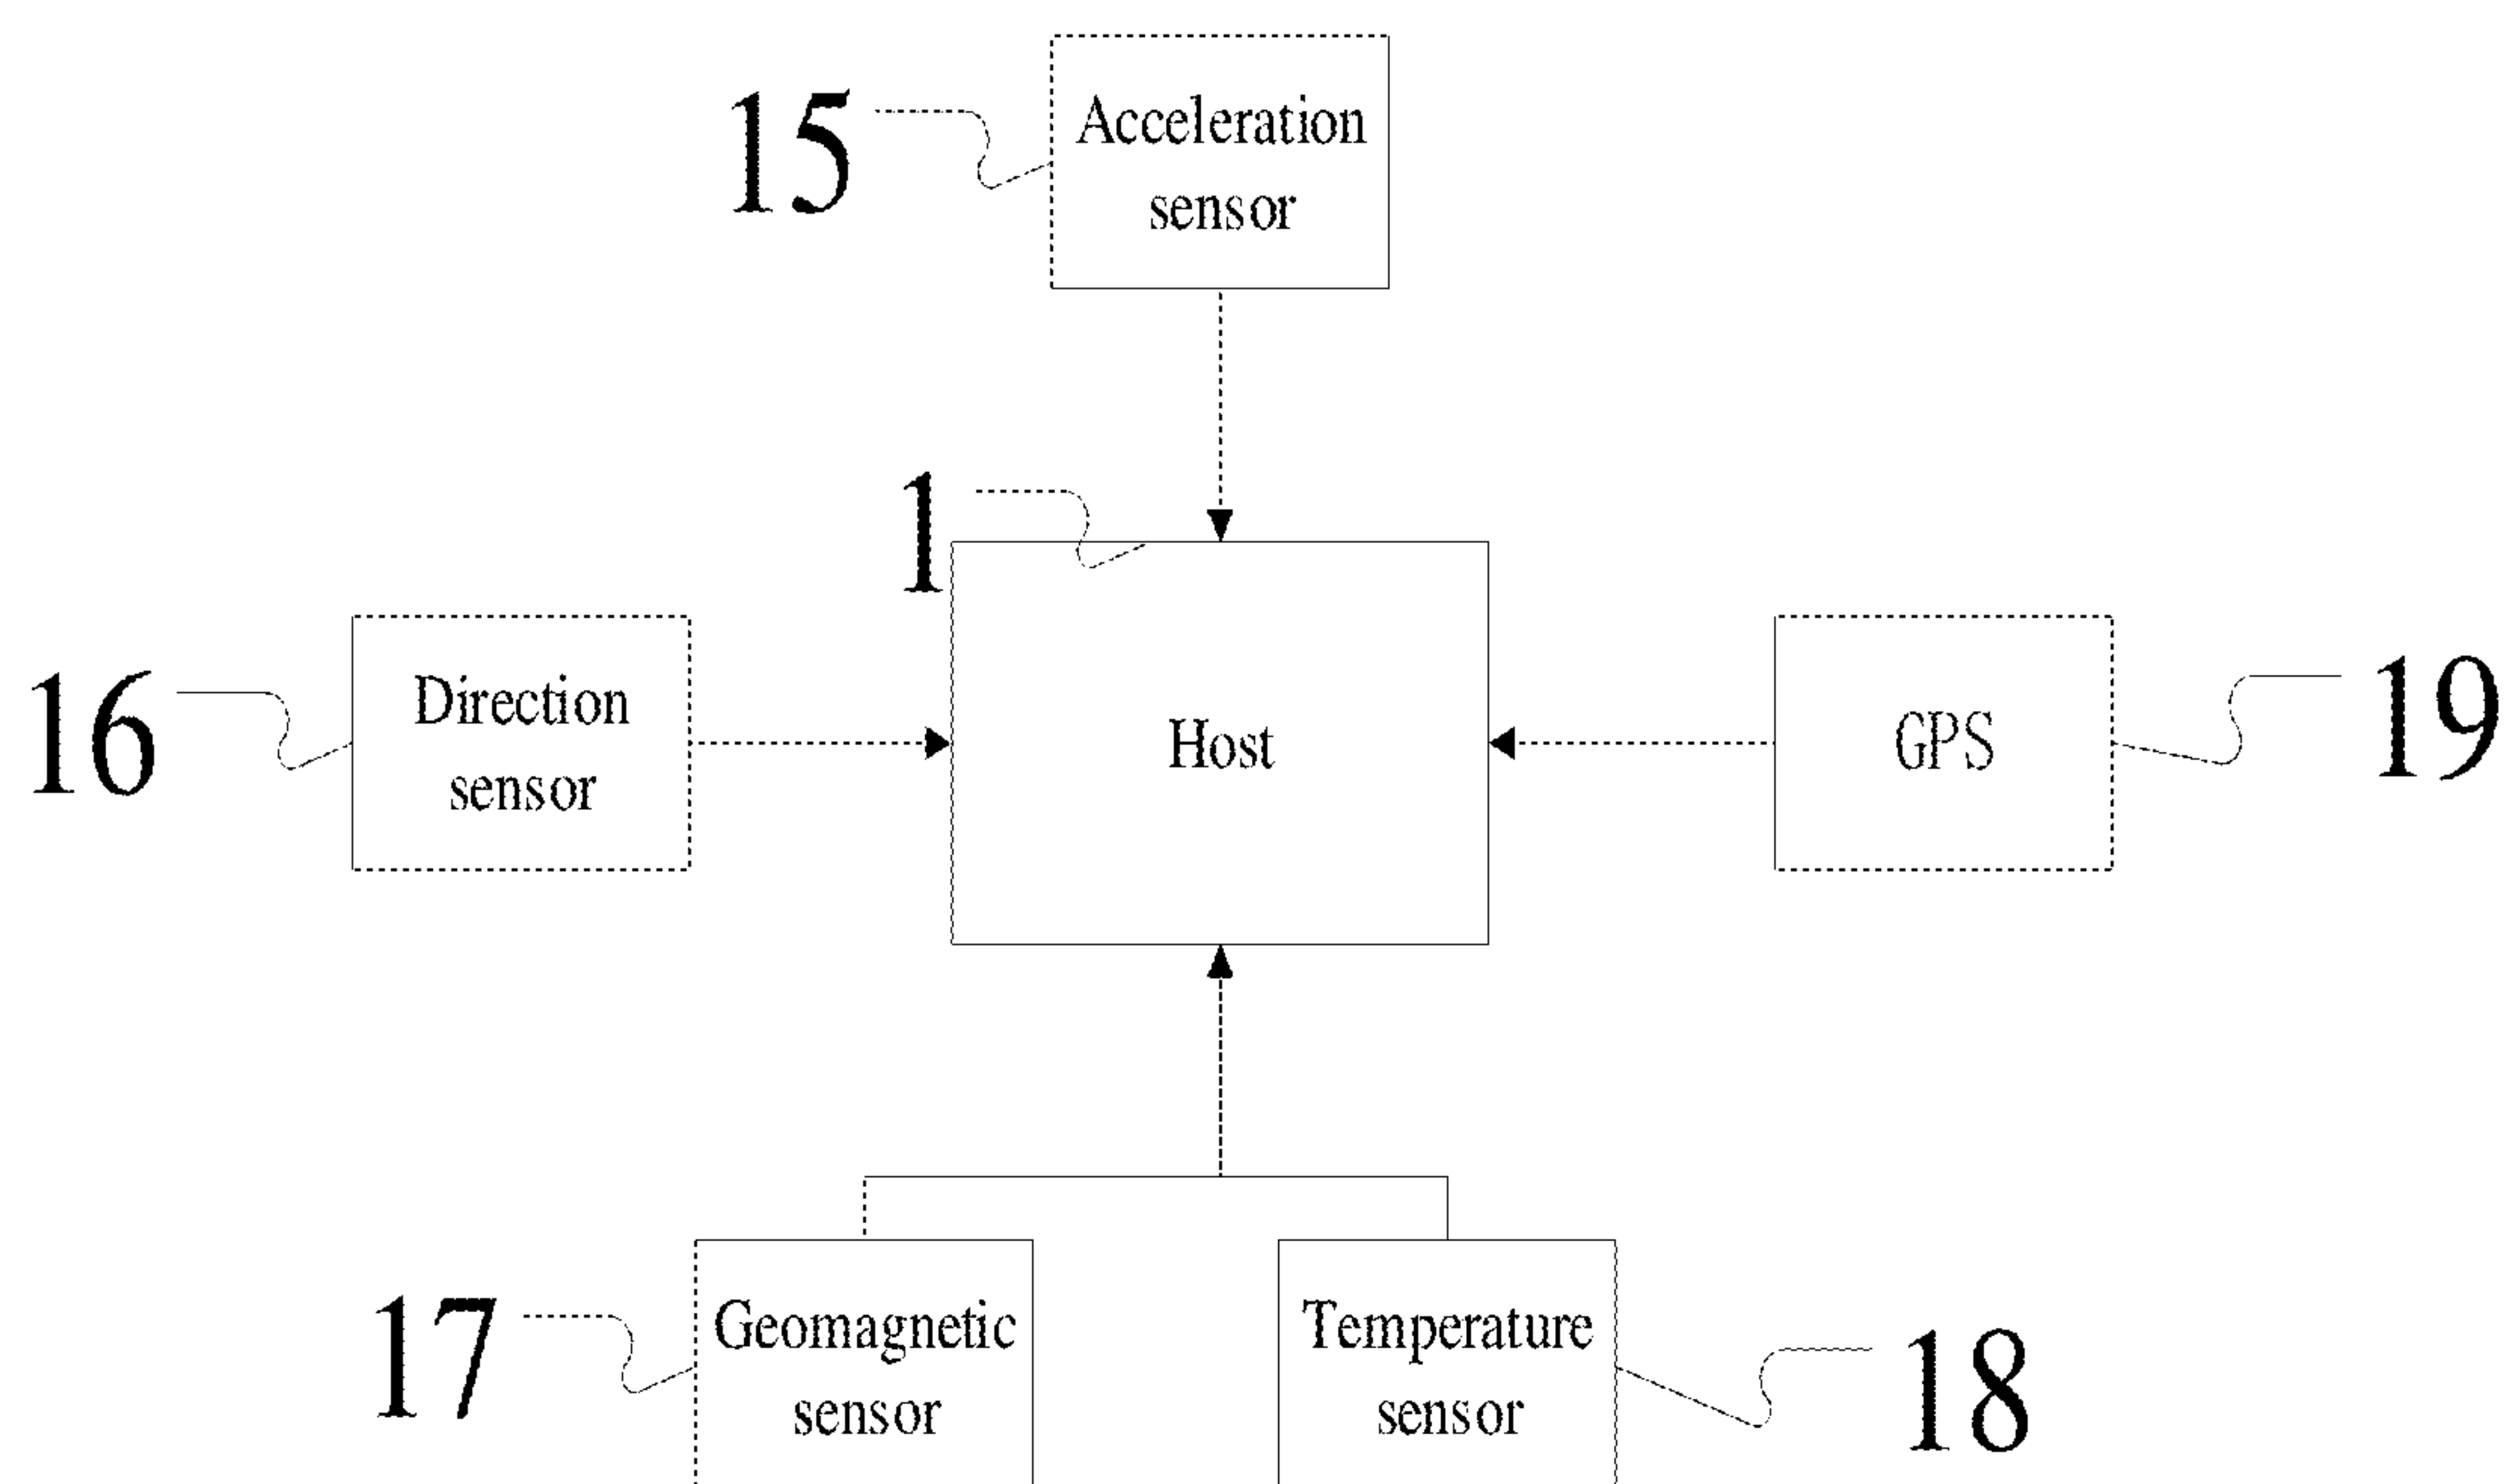 15
Acceleration
sensor
1
16
Direction
sensor
Host
GPS
19
17
Geomagnetic
sensor
Temperature
sensor
18